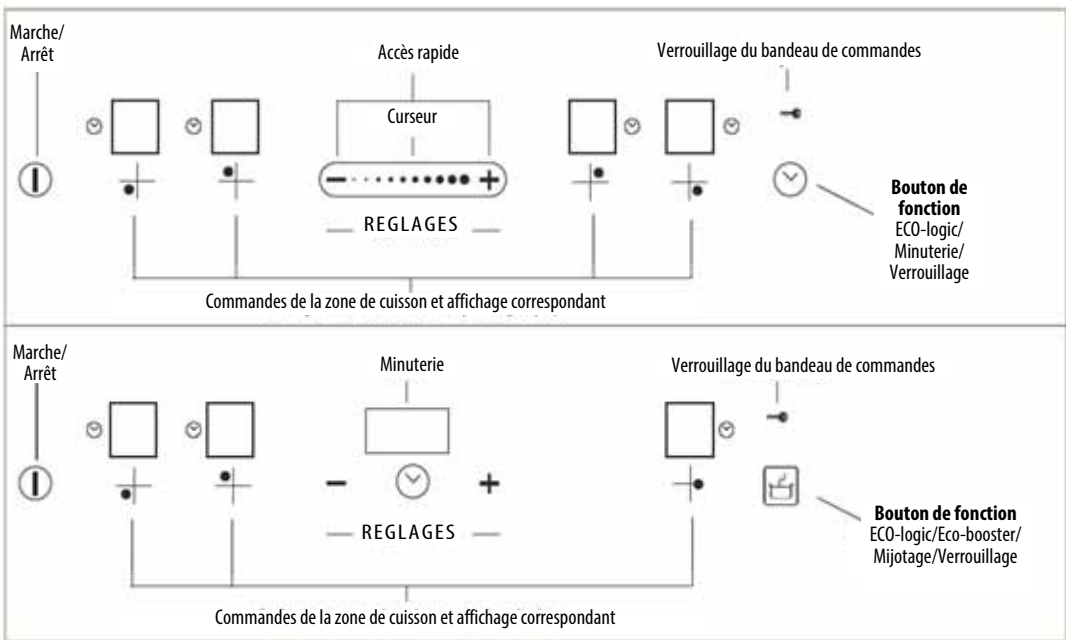 Marche/
Arrêt
Accès rapide
Verrouillage du bandeau de commandes
Curseur
REGLAGES
Bouton de
fonction
ECO-logic/
Minuterie/
Verrouillage
Commandes de la zone de cuisson et affichage correspondant
Marche/
Arrêt
Minuterie
Verrouillage du bandeau de commandes
REGLAGES
Bouton de fonction
ECO-logic/Eco-booster/
Mijotage/Verrouillage
Commandes de la zone de cuisson et affichage correspondant